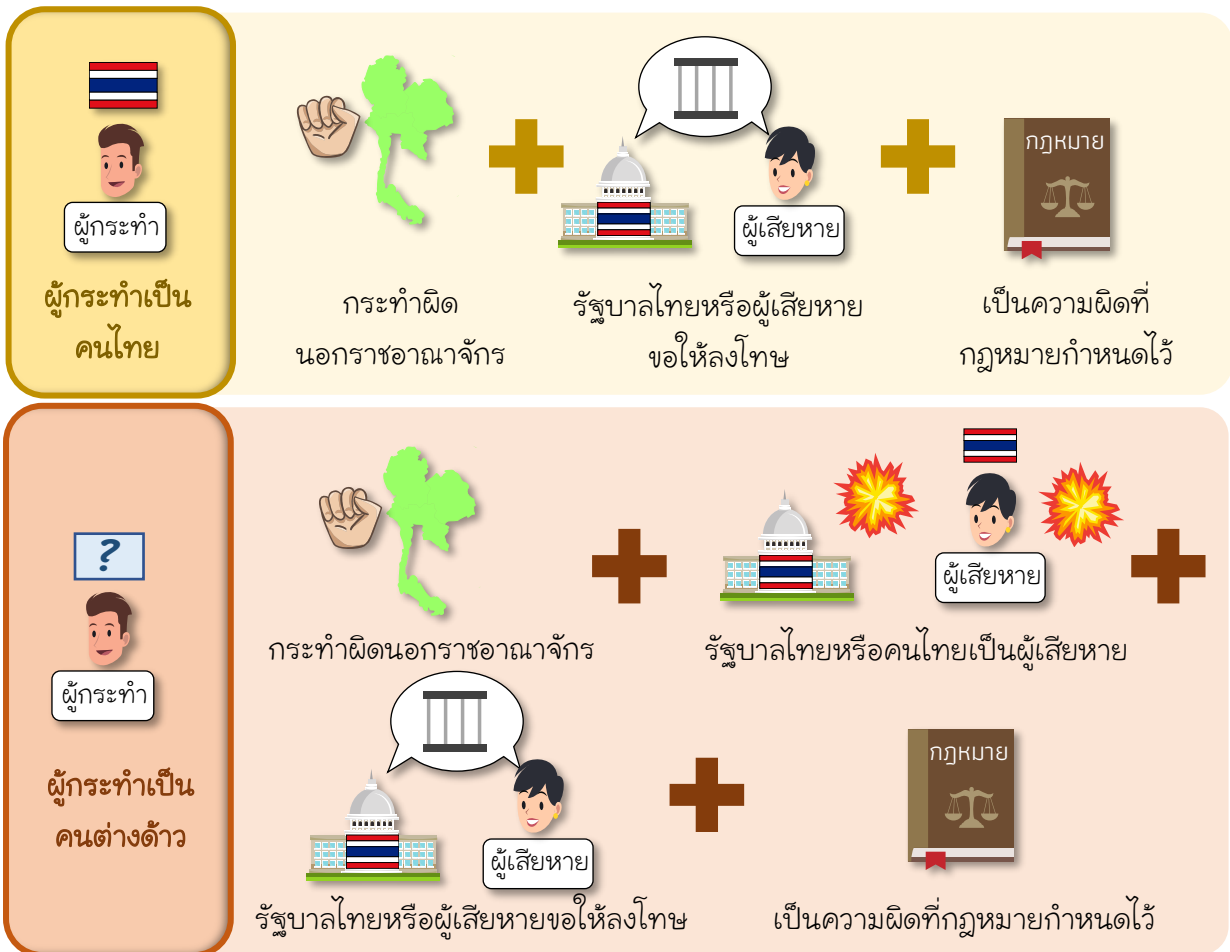 ผู้กระทำ
ผู้กระทำเป็น
คนไทย
กระทำผิด
นอกราชอาณาจักร
ผู้เสียหาย
รัฐบาลไทยหรือผู้เสียหาย
ขอให้ลงโทษ
กฎหมาย
เป็นความผิดที่
กฎหมายกำหนดไว้
?
ผู้กระทำ
ผู้กระทำเป็น
คนต่างด้าว
กระทำผิดนอกราชอาณาจักร
ผู้เสียหาย
รัฐบาลไทยหรือคนไทยเป็นผู้เสียหาย
ผู้เสียหาย
รัฐบาลไทยหรือผู้เสียหายขอให้ลงโทษ
กฎหมาย
เป็นความผิดที่กฎหมายกำหนดไว้